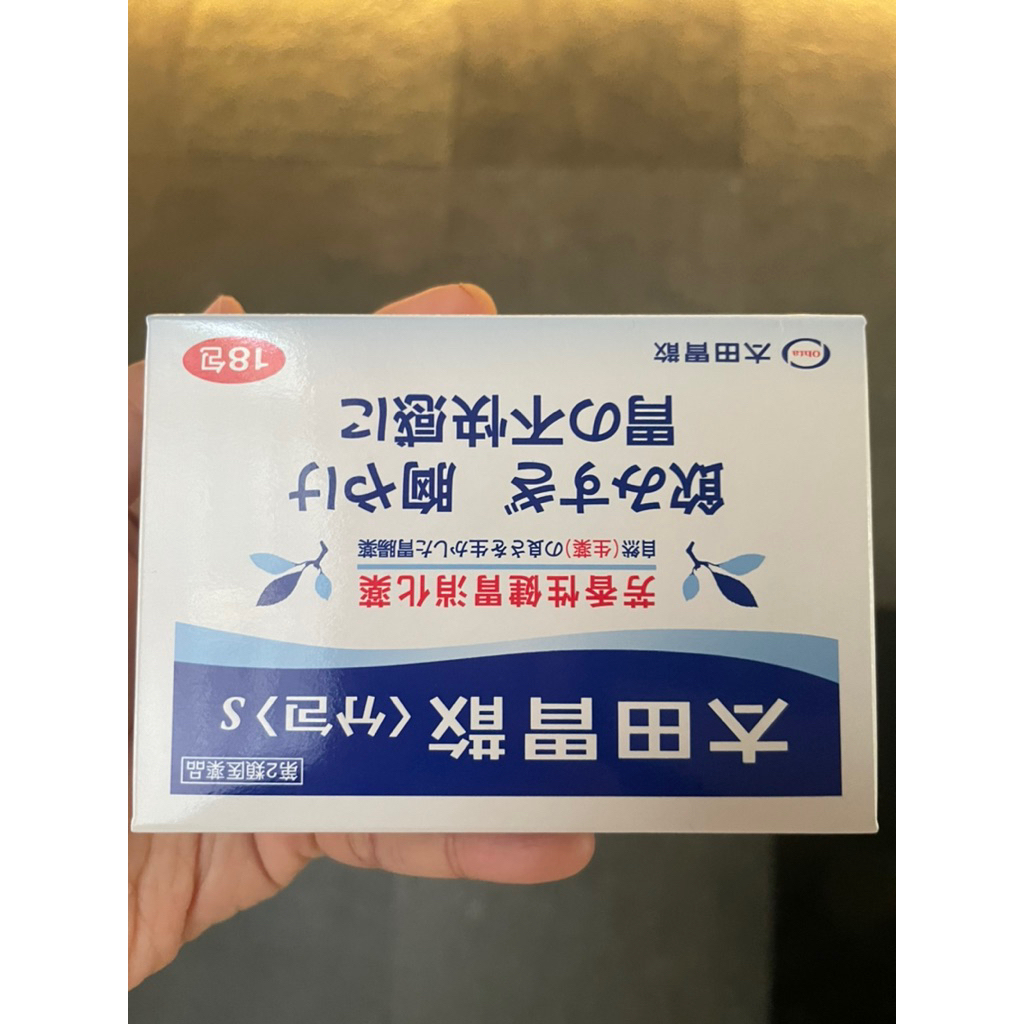 第2類医薬品
太田胃散〈分包〉S
芳香性健胃消化薬
自然(生薬)の良さを生かした胃腸薬
飲みすぎ 胸やけ
胃の不快感に
Ohta 太田胃散
18包